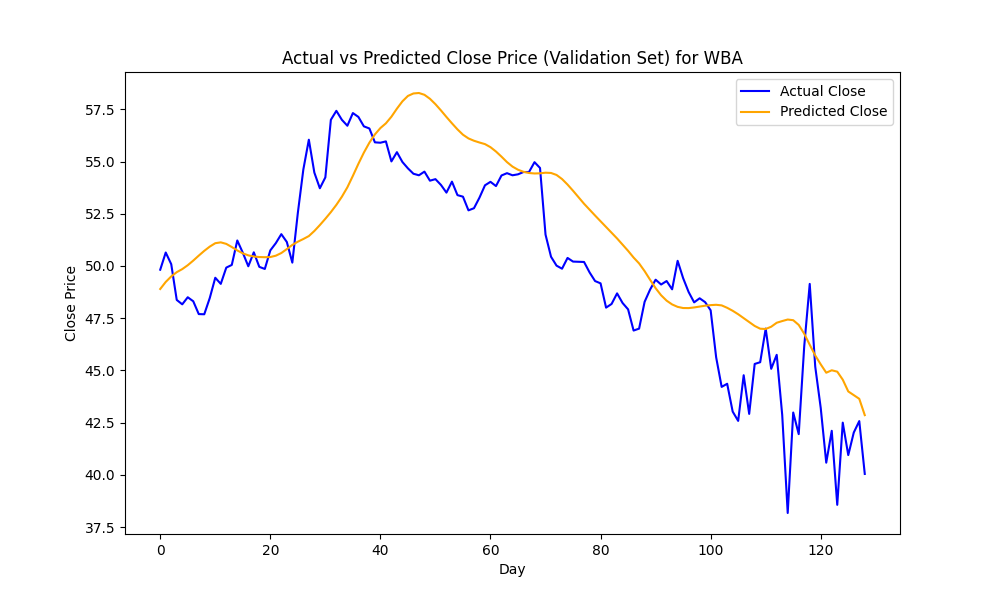 Actual vs Predicted Close Price (Validation Set) for WBA
Actual Close
Predicted Close
Close Price
57.5
55.0
52.5
50.0
47.5
45.0
42.5
40.0
37.5
0 20 40 60 80 100 120
Day